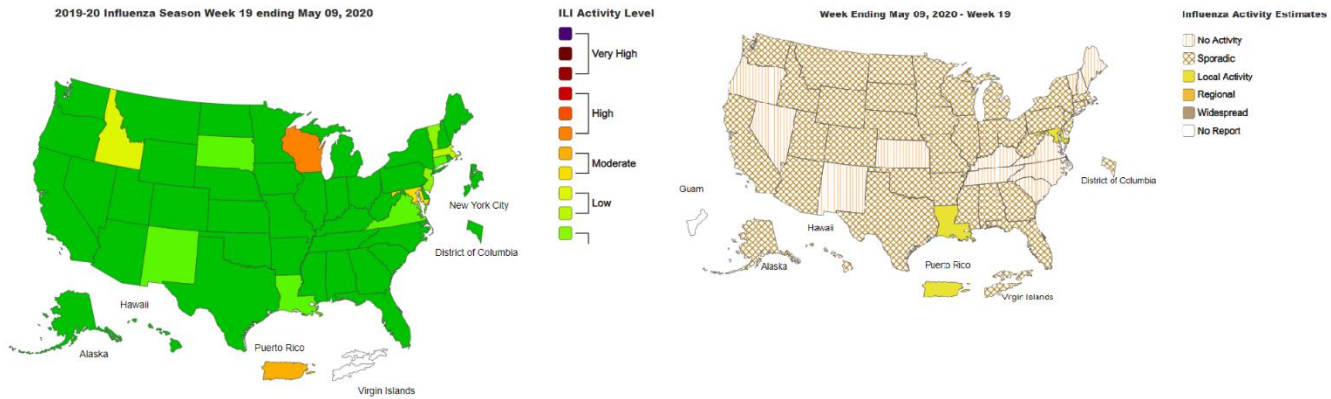 2019-20 Influenza Season Week 19 ending May 09, 2020
ILI Activity Level
Very High
High
Moderate
Low
New York City
District of Columbia
Hawaii
Alaska
Puerto Rico
Virgin Islands
Week Ending May 09, 2020 - Week 19
Influenza Activity Estimates
No Activity
Sporadic
Local Activity
Regional
Widespread
No Report
District of Columbia
Guam
Hawaii
Alaska
Puerto Rico
Virgin Islands